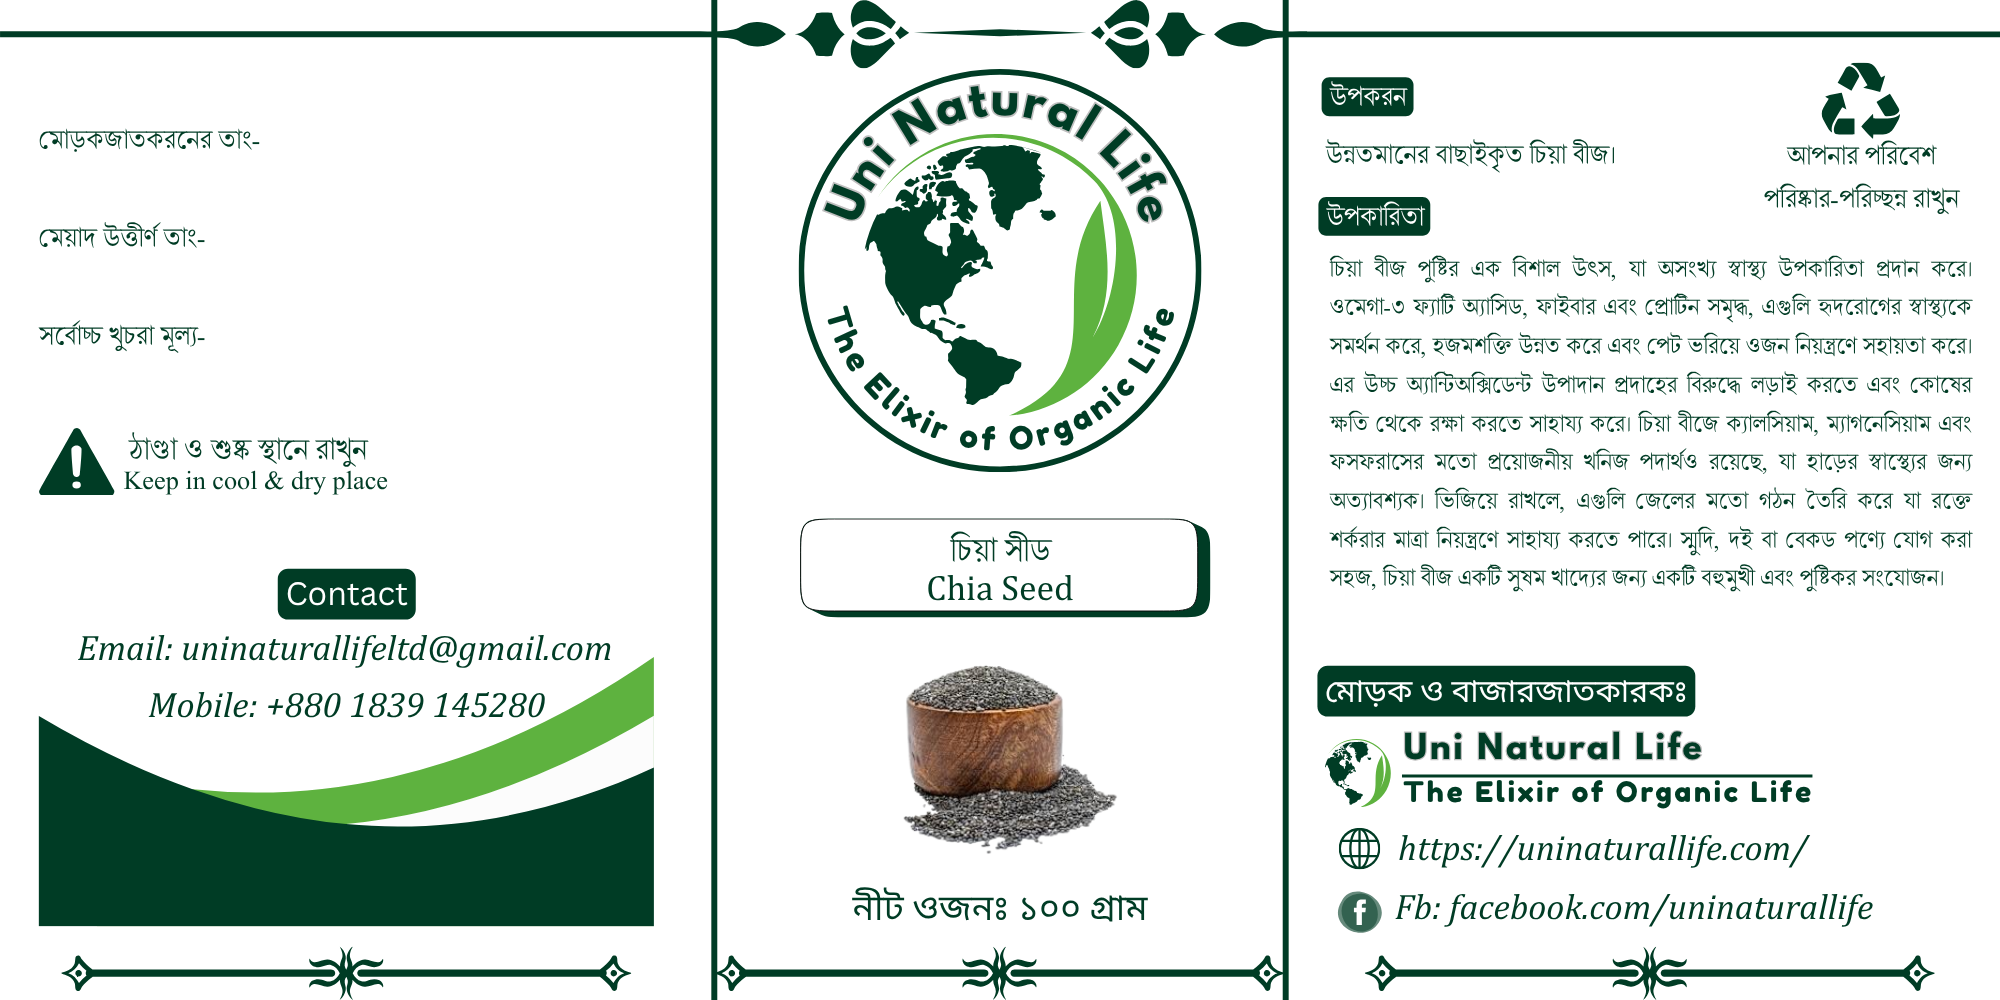 মোড়কজাতকরনের তাং-
মেয়াদ উত্তীর্ণ তাং-
সর্বোচ্চ খুচরা মূল্য-
ঠাণ্ডা ও শুষ্ক স্থানে রাখুন
Keep in cool & dry place
Contact
Email: uninaturallifeltd@gmail.com
Mobile: +880 1839 145280
Uni Natural Life
The Elixir of Organic Life
চিয়া সীড
Chia Seed
নীট ওজনঃ ১০০ গ্রাম
উপকরন
উন্নতমানের বাছাইকৃত চিয়া বীজ।
আপনার পরিবেশ
পরিষ্কার-পরিচ্ছন্ন রাখুন
উপকারিতা
চিয়া বীজ পুষ্টির এক বিশাল উৎস, যা অসংখ্য স্বাস্থ্য উপকারিতা প্রদান করে।
ওমেগা-৩ ফ্যাটি অ্যাসিড, ফাইবার এবং প্রোটিন সমৃদ্ধ, এগুলি হৃদরোগের স্বাস্থ্যকে
সমর্থন করে, হজমশক্তি উন্নত করে এবং পেট ভরিয়ে ওজন নিয়ন্ত্রণে সহায়তা করে।
এর উচ্চ অ্যান্টিঅক্সিডেন্ট উপাদান প্রদাহের বিরুদ্ধে লড়াই করতে এবং কোষের
ক্ষতি থেকে রক্ষা করতে সাহায্য করে। চিয়া বীজে ক্যালসিয়াম, ম্যাগনেসিয়াম এবং
ফসফরাসের মতো প্রয়োজনীয় খনিজ পদার্থও রয়েছে, যা হাড়ের স্বাস্থ্যের জন্য
অত্যাবশ্যক। ভিজিয়ে রাখলে, এগুলি জেলের মতো গঠন তৈরি করে যা রক্তে
শর্করার মাত্রা নিয়ন্ত্রণে সাহায্য করতে পারে। স্মুদি, দই বা বেকড পণ্যে যোগ করা
সহজ, চিয়া বীজ একটি সুষম খাদ্যের জন্য একটি বহুমুখী এবং পুষ্টিকর সংযোজন।
মোড়ক ও বাজারজাতকারকঃ
Uni Natural Life
The Elixir of Organic Life
https://uninaturallife.com/
Fb: facebook.com/uninaturallife